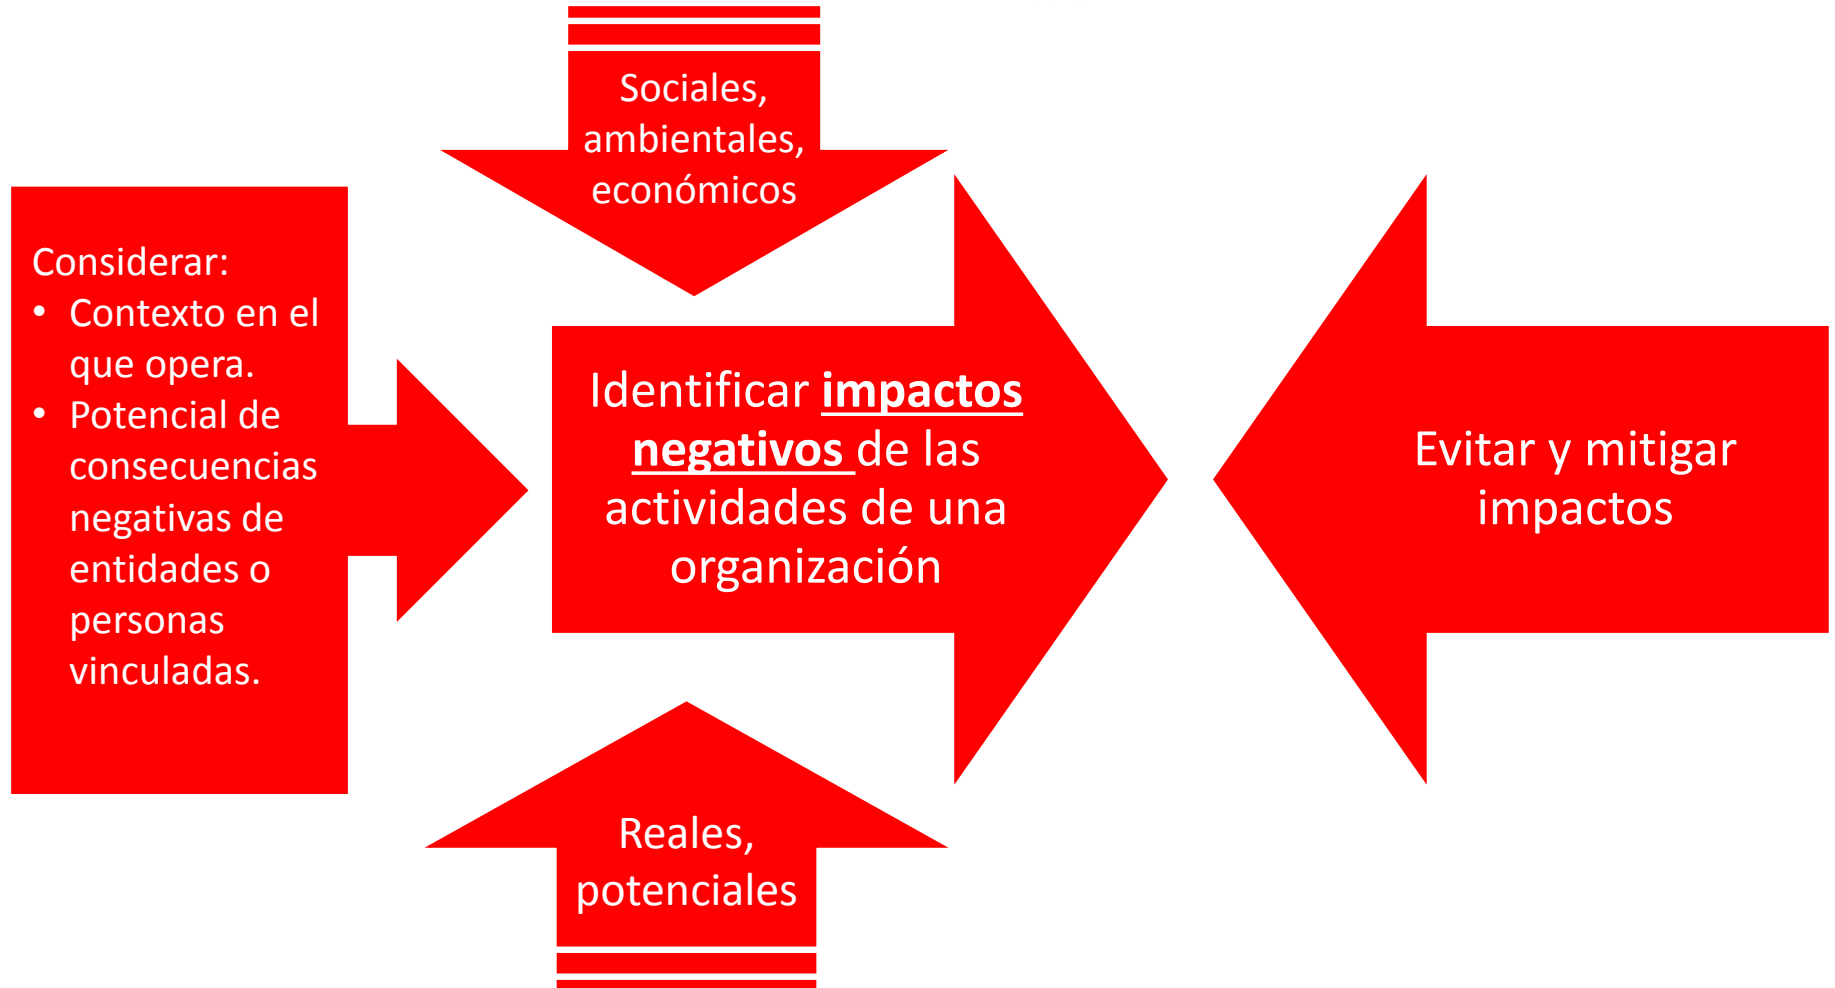 Sociales,
ambientales,
económicos
Considerar:
• Contexto en el
que opera.
• Potencial de
consecuencias
negativas de
entidades o
personas
vinculadas.
Identificar impactos
negativos de las
actividades de una
organización
Evitar y mitigar
impactos
Reales,
potenciales